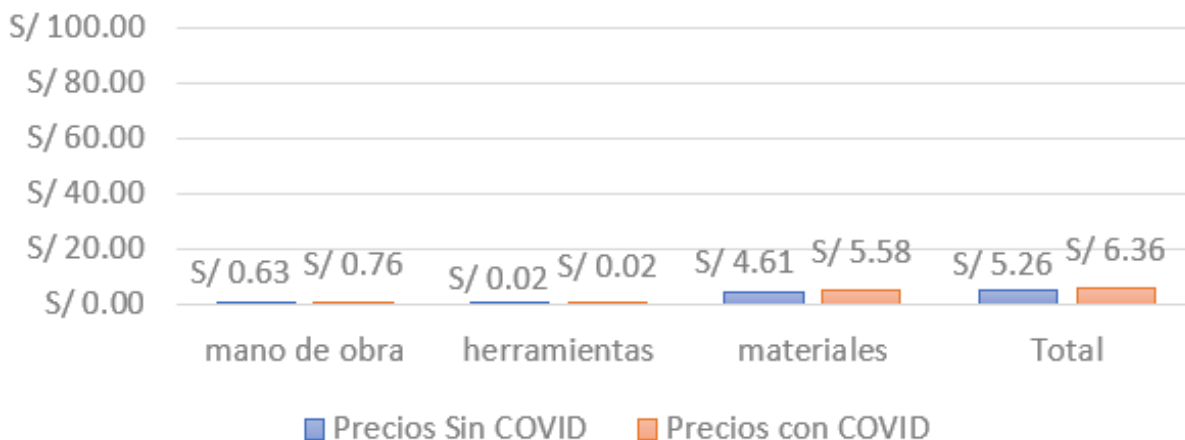 S/ 100.00
S/ 80.00
S/ 60.00
S/ 40.00
S/ 20.00
S/ 0.00
S/ 0.63 S/ 0.76 S/ 0.02 S/ 0.02 S/ 4.61 S/ 5.58 S/ 5.26 S/ 6.36
mano de obra herramientas materiales Total
Precios Sin COVID Precios con COVID